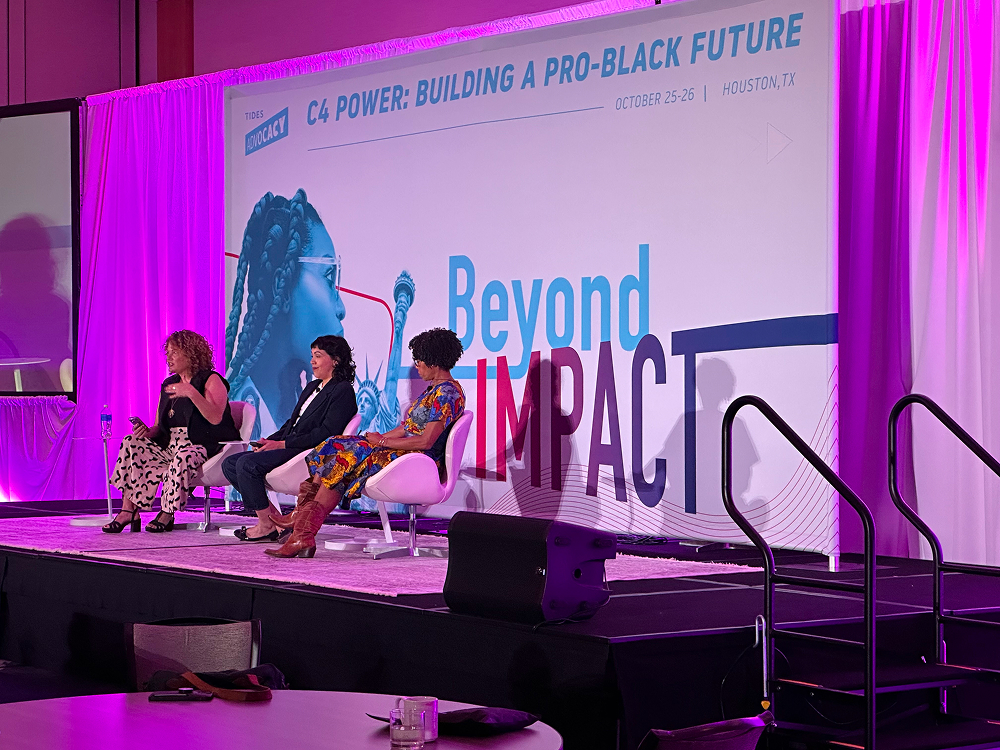 TIDES
ADVOCACY
C4 POWER: BUILDING A PRO-BLACK FUTURE
OCTOBER 25-26 | HOUSTON, TX
Beyond
IMPACT